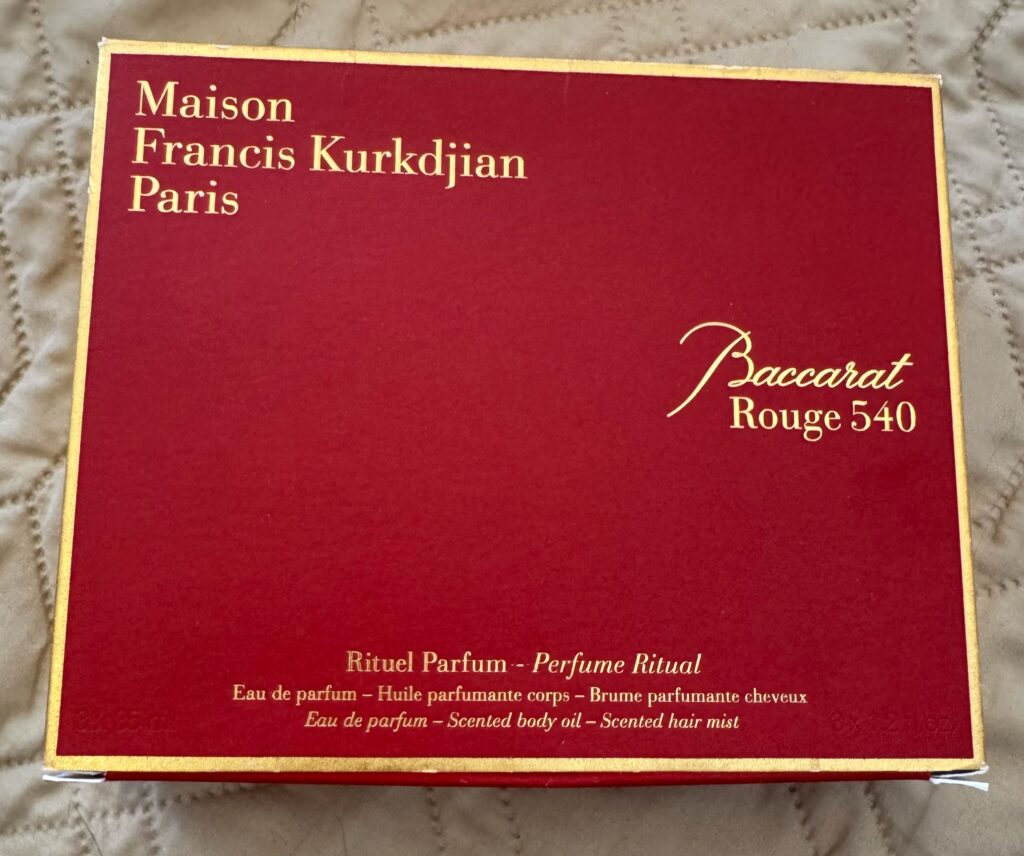 Maison
Francis Kurkdjian
Paris
Baccarat
Rouge 540
Rituel Parfum - Perfume Ritual
Eau de parfum – Huile parfumante corps – Brume parfumante cheveux
Eau de parfum – Scented body oil – Scented hair mist